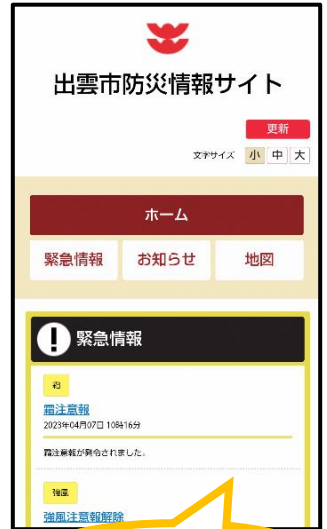 出雲市防災情報サイト
更新
文字サイズ 小 中 大
ホーム
緊急情報 お知らせ 地図
緊急情報
霜
霜注意報
2023年04月07日 10時16分
霜注意報が発令されました。
強風
強風注意報解除